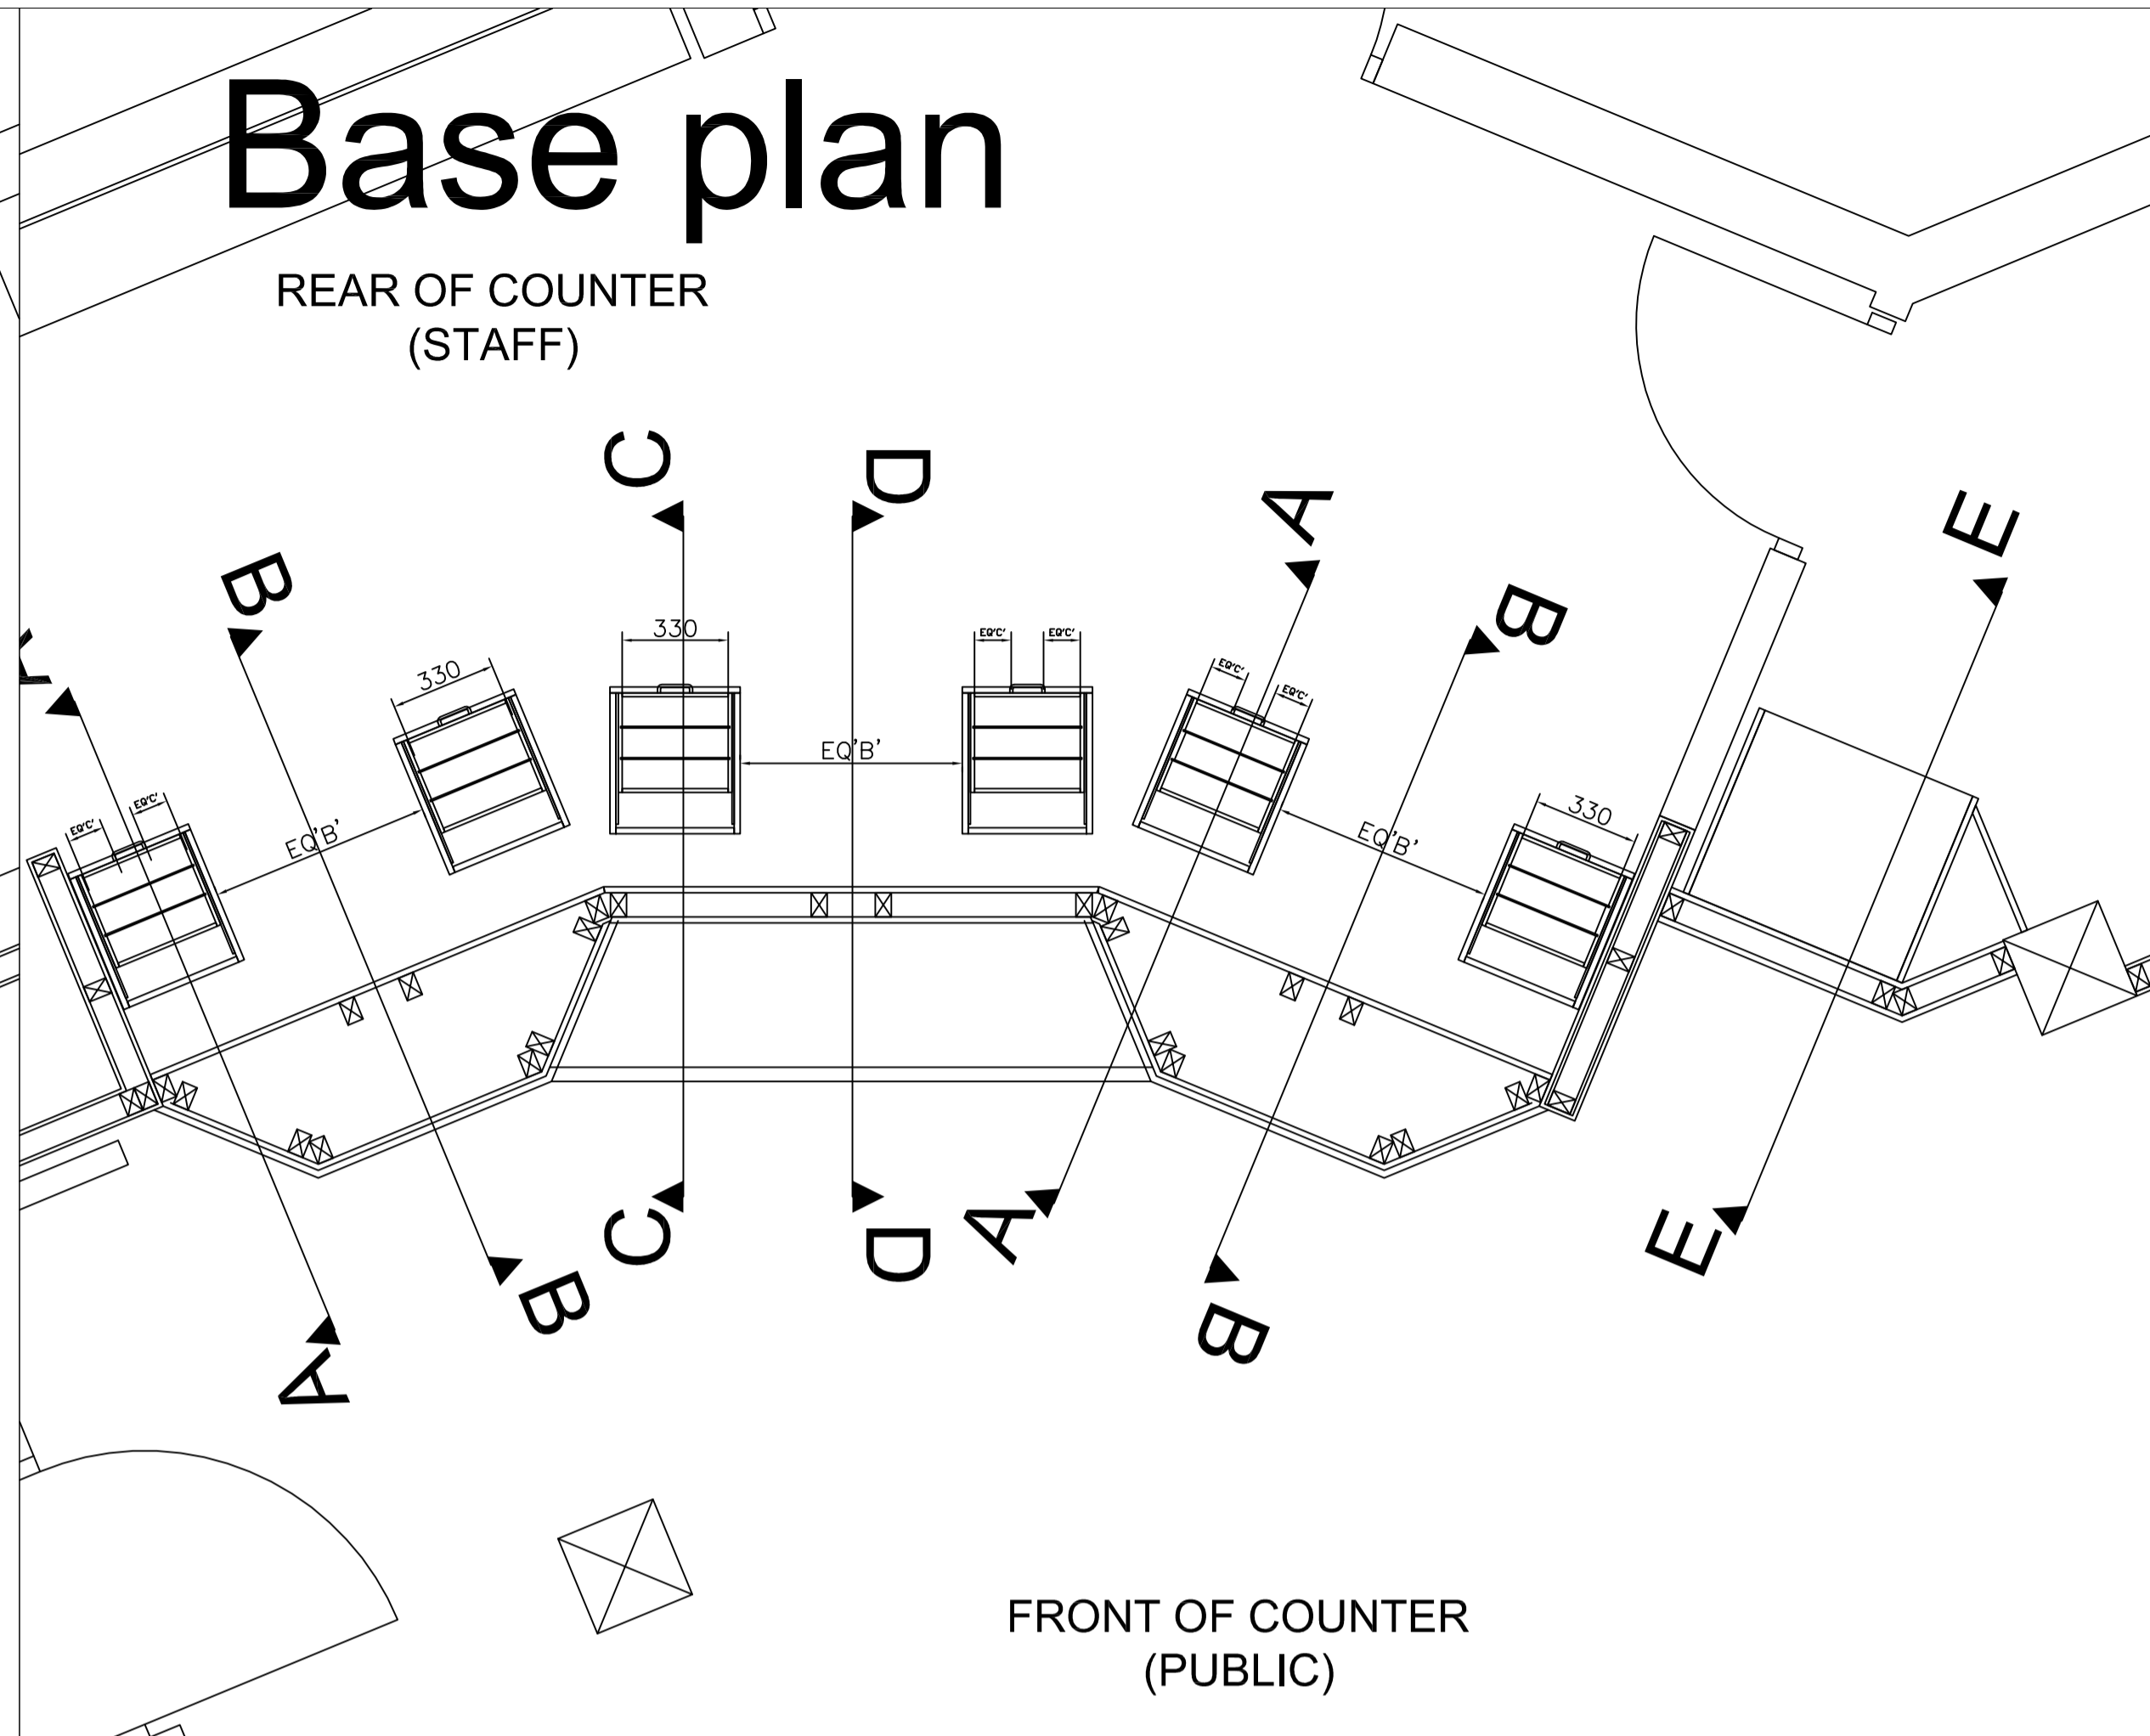 Base plan
REAR OF COUNTER
(STAFF)
C
D
A
E
B
B
330
330
EQ'C'
EQ'C'
EQ'C'
EQ'C'
EQ'B'
330
EQ'C'
EQ'C'
EQ'B'
EQ'B'
C
D
A
E
B
B
A
FRONT OF COUNTER
(PUBLIC)